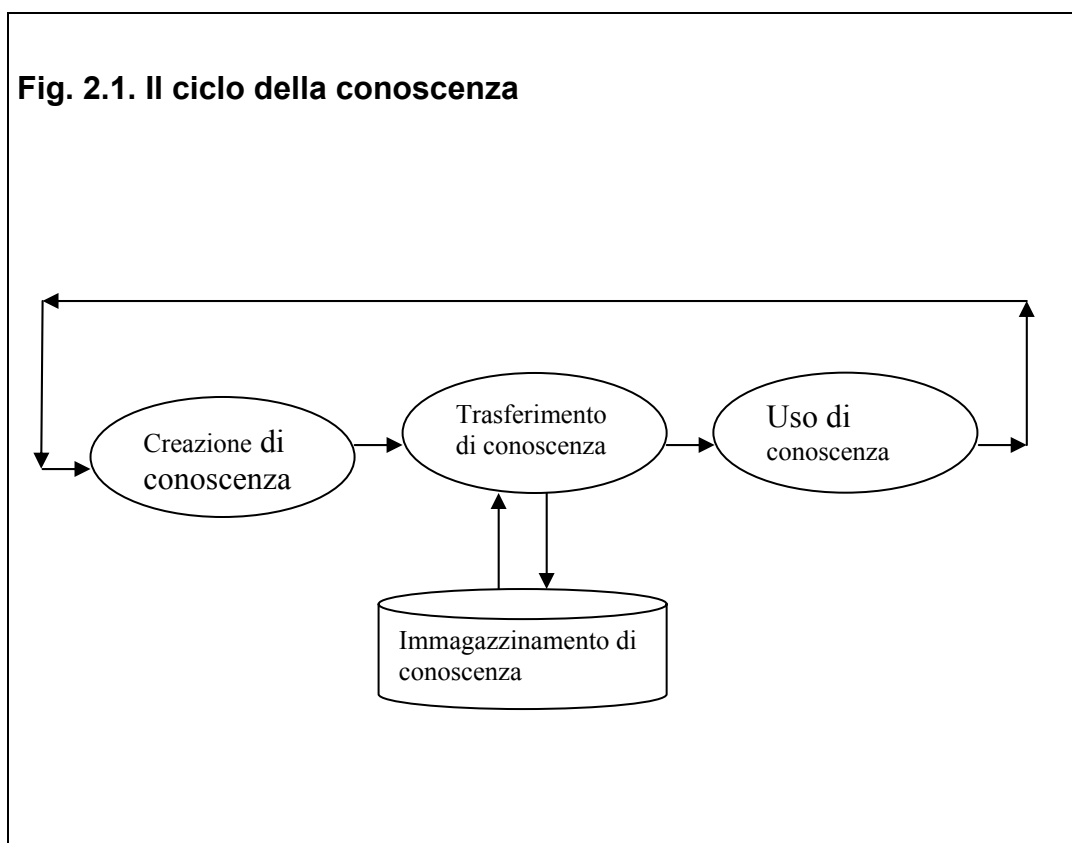 Fig. 2.1. Il ciclo della conoscenza
Creazione di
conoscenza
Trasferimento
di conoscenza
Uso di
conoscenza
Immagazzinamento di
conoscenza